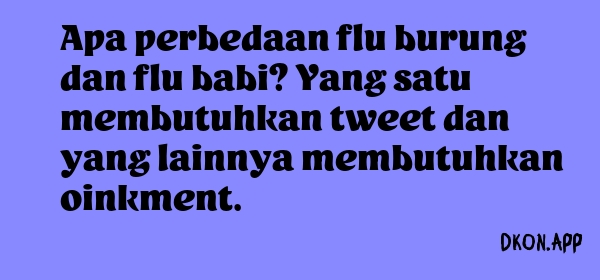 Apa perbedaan flu burung
dan flu babi? Yang satu
membutuhkan tweet dan
yang lainnya membutuhkan
oinkment.
DKON.APP